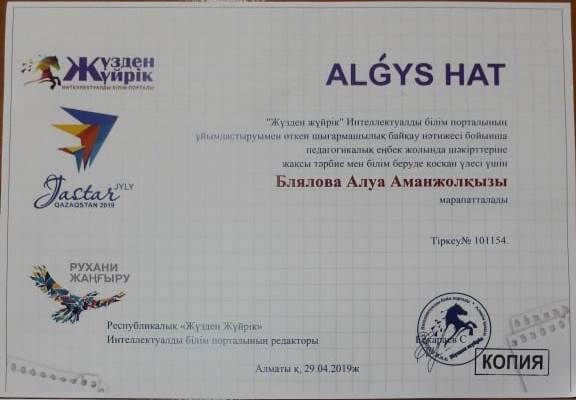 Жүзден
Жүйрік
ИНТЕЛЛЕКТУАЛДЫ БІЛІМ ПОРТАЛЫ
ALǴYS HAT
"Жүзден жүйрік" Интеллектуалды білім порталының
ұйымдастыруымен өткен шығармашылық байқау нәтижесі бойынша
педагогикалық еңбек жолында шәкірттеріне
жақсы тәрбие мен білім беруде қосқан үлесі үшін
Блялова Алуа Аманжолқызы
марапатталады
Jastar JYLY
QAZAQSTAN 2019
Тіркеу№ 101154.
РУХАНИ
ЖАҢҒЫРУ
Республикалық «Жүзден Жүйрік»
Интеллектуалды білім порталының редакторы
С
КОПИЯ
Алматы қ, 29.04.2019ж